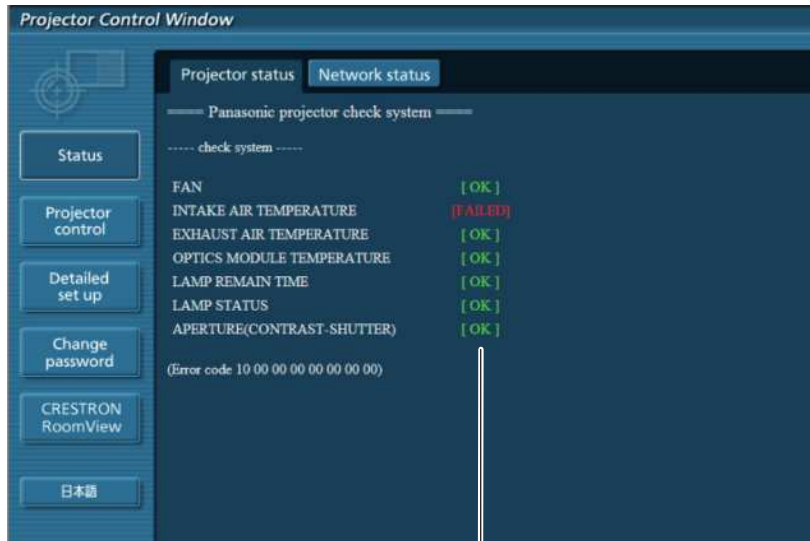 Projector Control Window
Projector status
Network status
==== Panasonic projector check system ====
Status
----- check system -----
FAN [ OK ]
Projector control
INTAKE AIR TEMPERATURE [FAILED]
EXHAUST AIR TEMPERATURE [ OK ]
OPTICS MODULE TEMPERATURE [ OK ]
Detailed set up
LAMP REMAIN TIME [ OK ]
LAMP STATUS [ OK ]
APERTURE(CONTRAST-SHUTTER) [ OK ]
Change password
(Error code 10 00 00 00 00 00 00 00)
CRESTRON RoomView
日本語